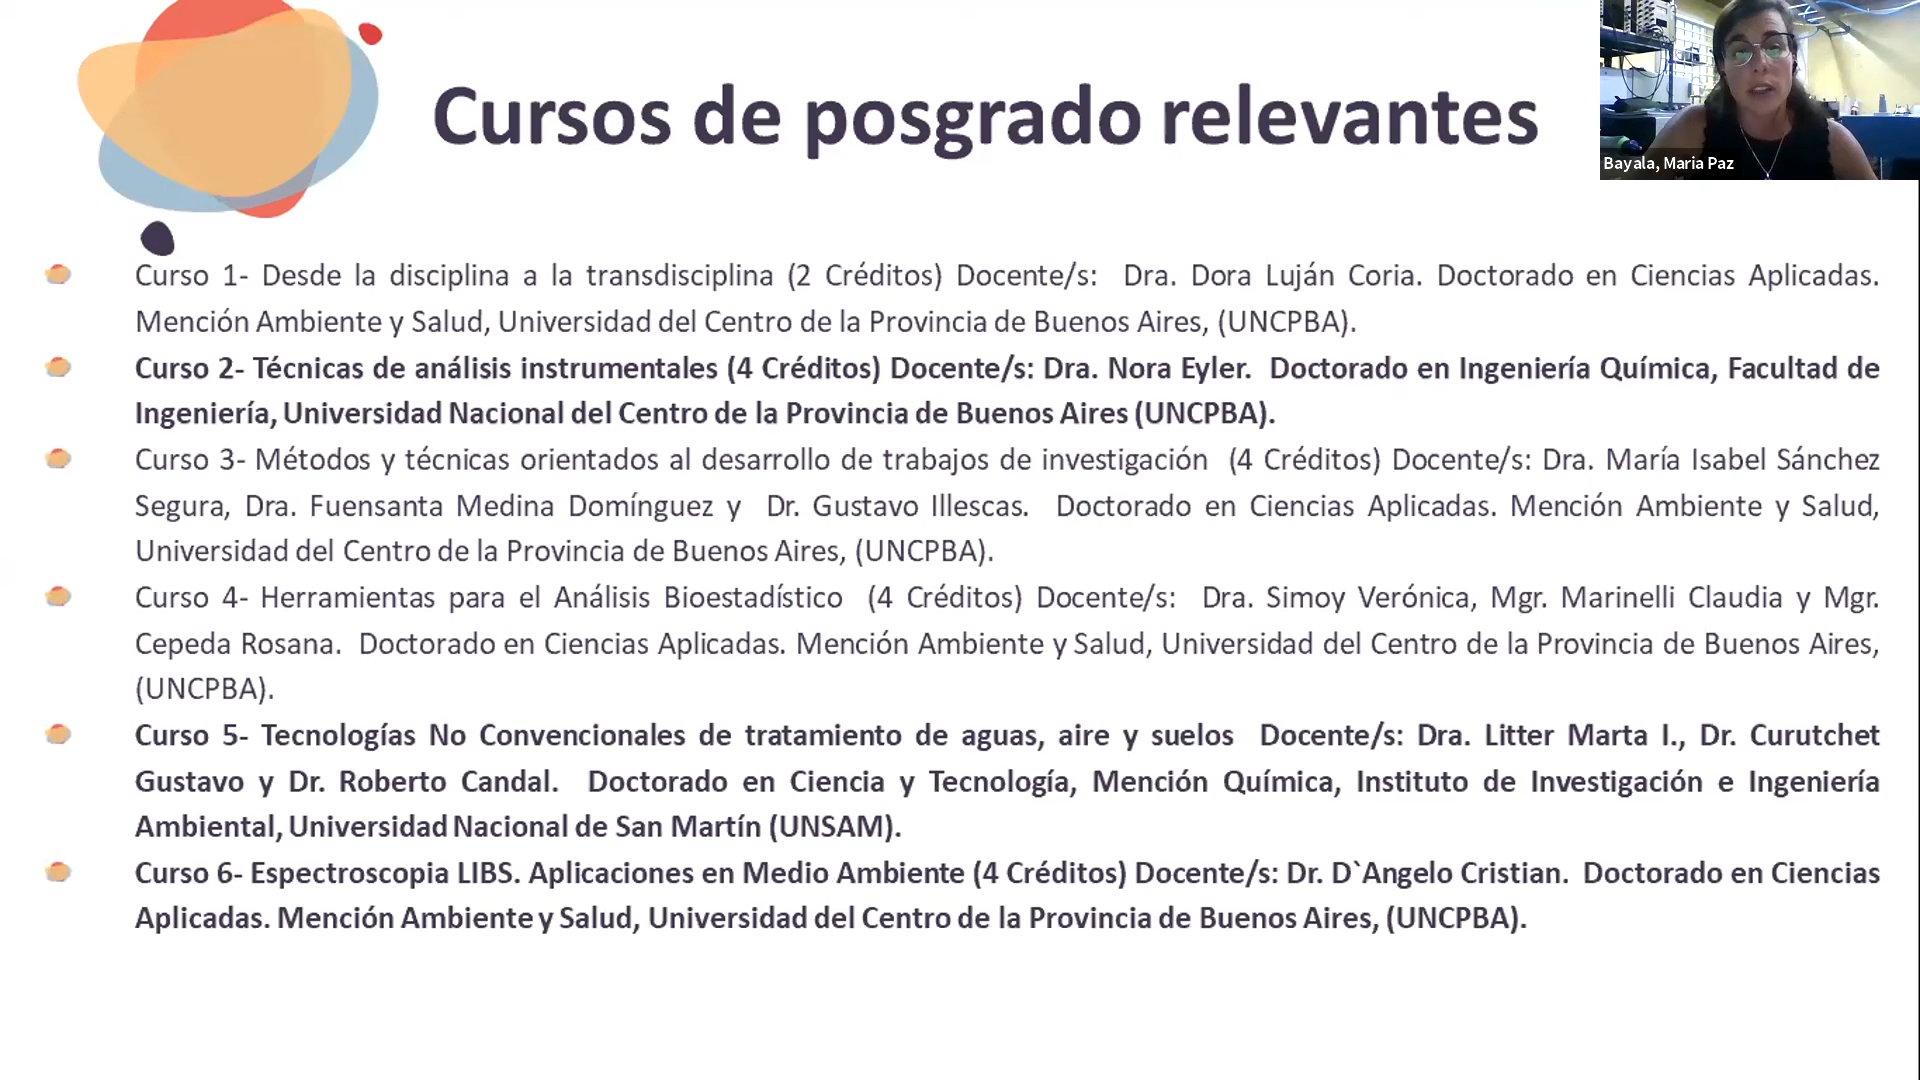 Cursos de posgrado relevantes
Bayala, Maria Paz
Curso 1- Desde la disciplina a la transdisciplina (2 Créditos) Docente/s: Dra. Dora Luján Coria. Doctorado en Ciencias Aplicadas.
Mención Ambiente y Salud, Universidad del Centro de la Provincia de Buenos Aires, (UNCPBA).
Curso 2- Técnicas de análisis instrumentales (4 Créditos) Docente/s: Dra. Nora Eyler. Doctorado en Ingeniería Química, Facultad de
Ingeniería, Universidad Nacional del Centro de la Provincia de Buenos Aires (UNCPBA).
Curso 3- Métodos y técnicas orientados al desarrollo de trabajos de investigación (4 Créditos) Docente/s: Dra. María Isabel Sánchez
Segura, Dra. Fuensanta Medina Domínguez y Dr. Gustavo Illescas. Doctorado en Ciencias Aplicadas. Mención Ambiente y Salud,
Universidad del Centro de la Provincia de Buenos Aires, (UNCPBA).
Curso 4- Herramientas para el Análisis Bioestadístico (4 Créditos) Docente/s: Dra. Simoy Verónica, Mgr. Marinelli Claudia y Mgr.
Cepeda Rosana. Doctorado en Ciencias Aplicadas. Mención Ambiente y Salud, Universidad del Centro de la Provincia de Buenos Aires,
(UNCPBA).
Curso 5- Tecnologías No Convencionales de tratamiento de aguas, aire y suelos Docente/s: Dra. Litter Marta I., Dr. Curutchet
Gustavo y Dr. Roberto Candal. Doctorado en Ciencia y Tecnología, Mención Química, Instituto de Investigación e Ingeniería
Ambiental, Universidad Nacional de San Martín (UNSAM).
Curso 6- Espectroscopia LIBS. Aplicaciones en Medio Ambiente (4 Créditos) Docente/s: Dr. D`Angelo Cristian. Doctorado en Ciencias
Aplicadas. Mención Ambiente y Salud, Universidad del Centro de la Provincia de Buenos Aires, (UNCPBA).